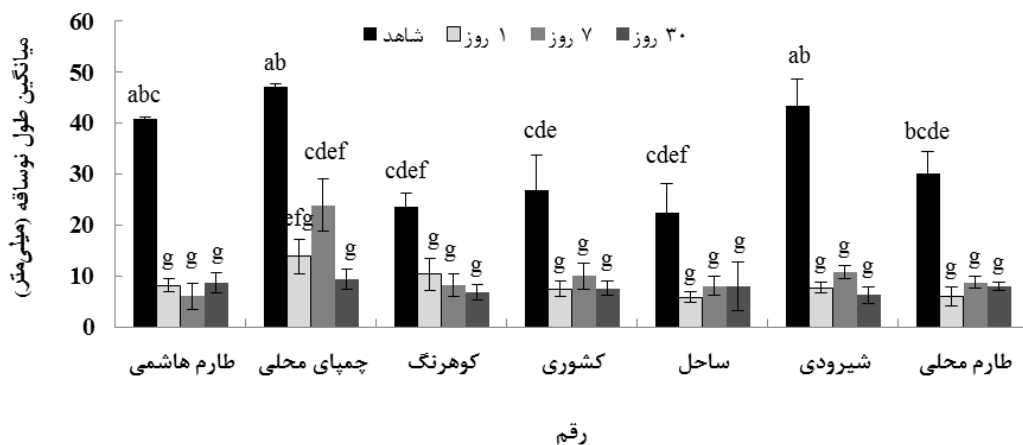 میانگین طول نوساقه (میلی‌متر)
60
50
40
30
20
10
0
شاهد ۱ روز ۷ روز ۳۰ روز
abc g g g
ab efg cdef g
cdef g g g
cde g g g
cdef g g g
ab g g g
bcde g g g
طارم هاشمی چمپای محلی کوهرنگ کشوری ساحل شیرودی طارم محلی
رقم